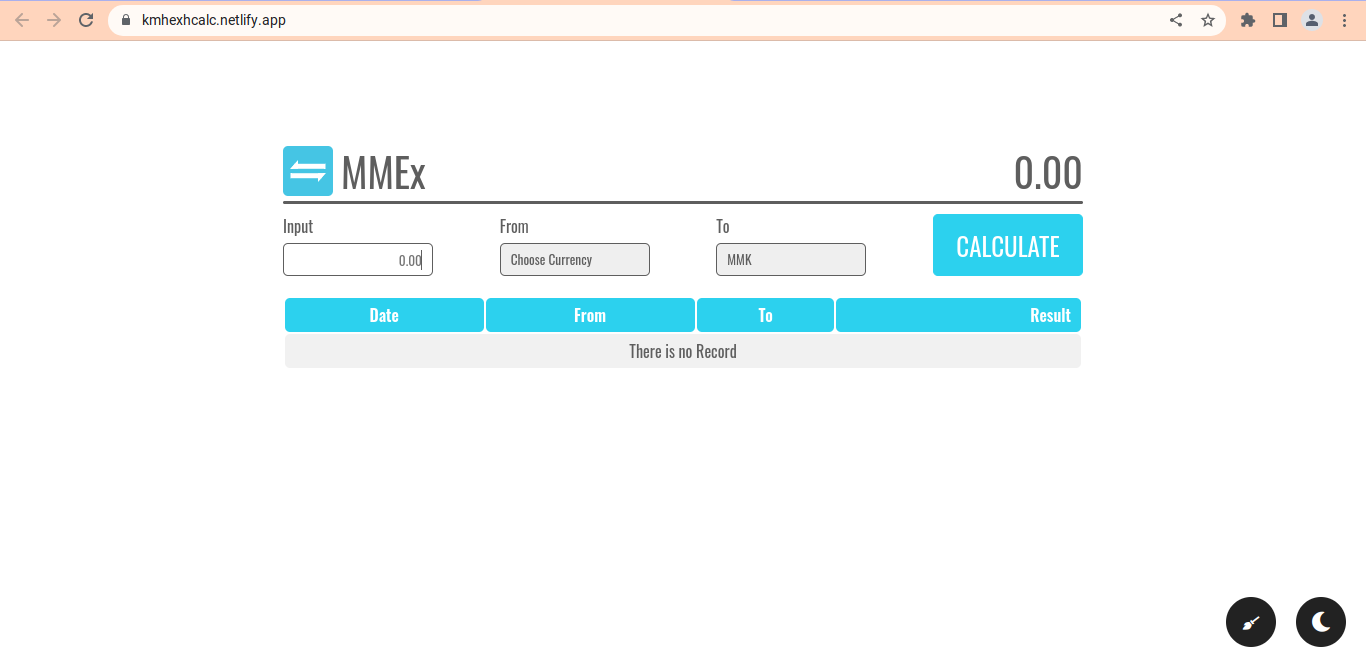 kmhexhcalc.netlify.app
MMEx 0.00
Input From To
CALCULATE
0.00 Choose Currency MMK
Date From To Result
There is no Record